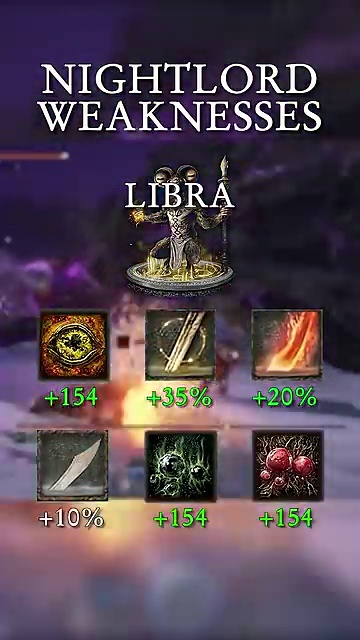 NIGHTLORD
WEAKNESSES
LIBRA
+154 +35% +20%
+10% +154 +154